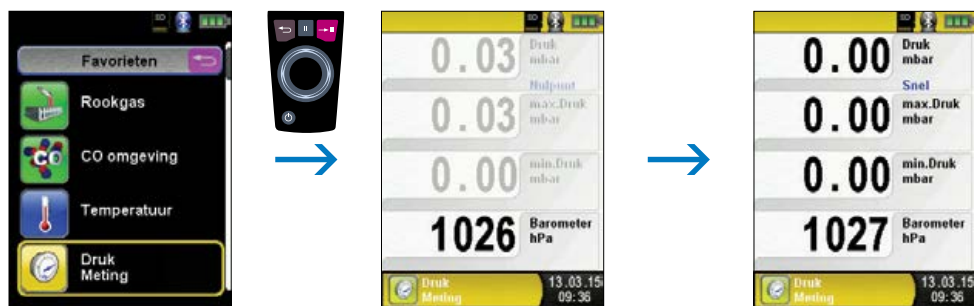 Favorieten
Rookgas
CO omgeving
CO
Temperatuur
Druk
Meting
0.03 Druk
mbar
Nulpunt
0.03 max.Druk
mbar
0.00 min.Druk
mbar
1026 Barometer
hPa
Druk
Meting
13.03.15
09:36
0.00 Druk
mbar
Snel
0.00 max.Druk
mbar
0.00 min.Druk
mbar
1027 Barometer
hPa
Druk
Meting
13.03.15
09:36